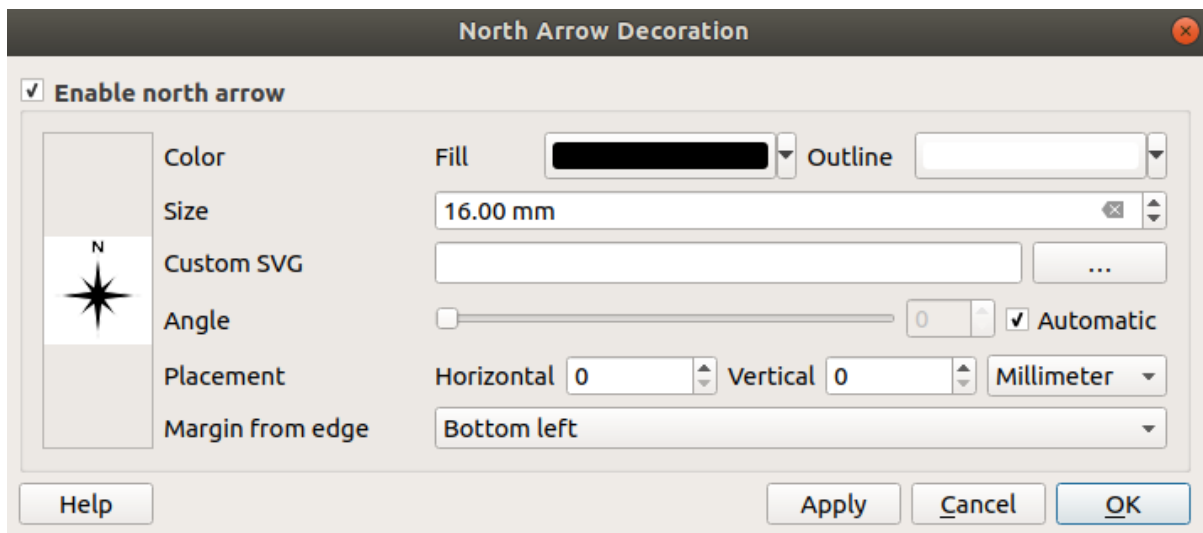 North Arrow Decoration
Enable north arrow
N
Color Fill Outline
Size 16.00 mm
Custom SVG ...
Angle 0 Automatic
Placement Horizontal 0 Vertical 0 Millimeter
Margin from edge Bottom left
Help Apply Cancel OK